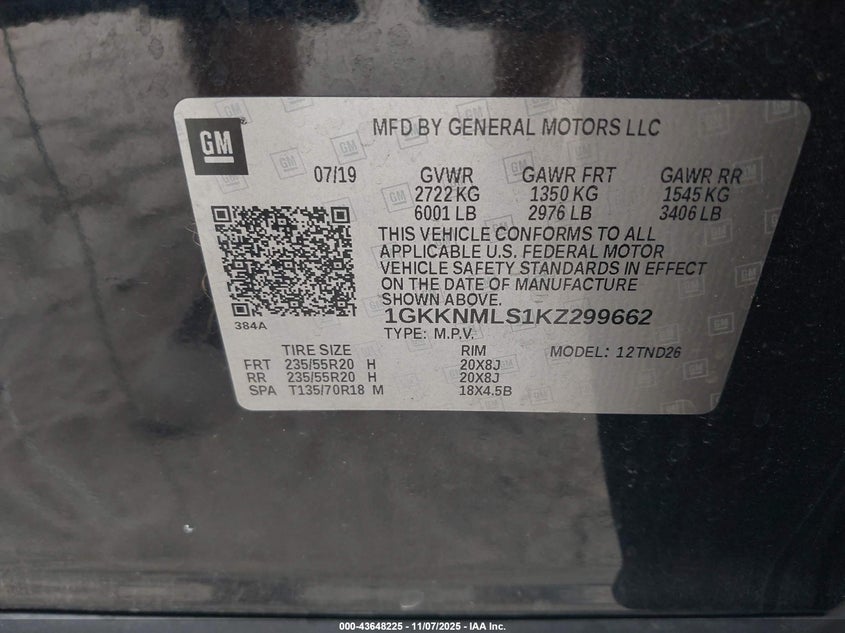 GM
MFD BY GENERAL MOTORS LLC
07/19 GVWR GAWR FRT GAWR RR
2722 KG 1350 KG 1545 KG
6001 LB 2976 LB 3406 LB
THIS VEHICLE CONFORMS TO ALL
APPLICABLE U.S. FEDERAL MOTOR
VEHICLE SAFETY STANDARDS IN EFFECT
ON THE DATE OF MANUFACTURE
SHOWN ABOVE.
1GKKNMLS1KZ299662
384A
TYPE: M.P.V.
TIRE SIZE RIM MODEL: 12TND26
FRT 235/55R20 H 20X8J
RR 235/55R20 H 20X8J
SPA T135/70R18 M 18X4.5B
000-43648225 - 11/07/2025 - IAA Inc.